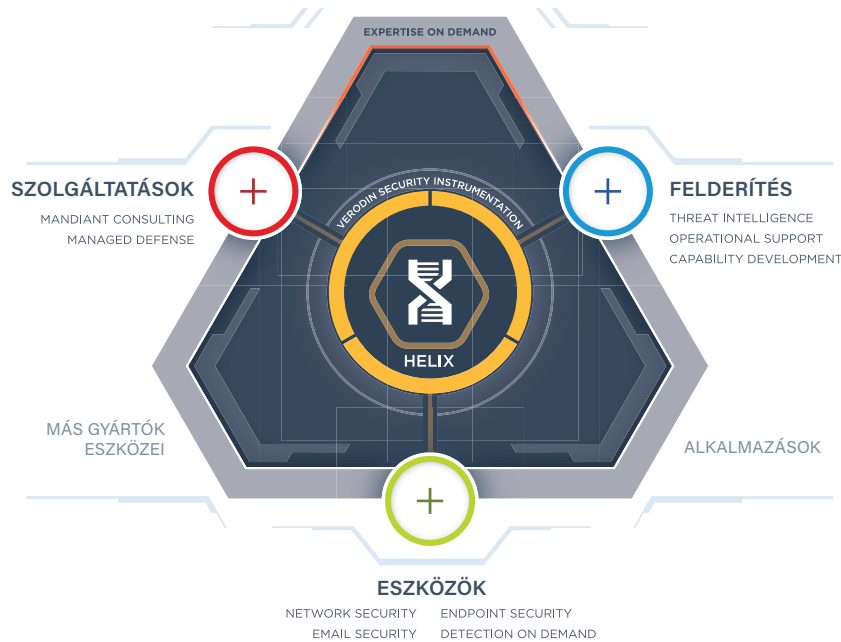 EXPERTISE ON DEMAND
SZOLGÁLTATÁSOK
MANDIANT CONSULTING
MANAGED DEFENSE
VERODIN SECURITY INSTRUMENTATION
FELDERÍTÉS
THREAT INTELLIGENCE
OPERATIONAL SUPPORT
CAPABILITY DEVELOPMENT
HELIX
MÁS GYÁRTÓK
ESZKÖZEI
ALKALMAZÁSOK
ESZKÖZÖK
NETWORK SECURITY ENDPOINT SECURITY
EMAIL SECURITY DETECTION ON DEMAND